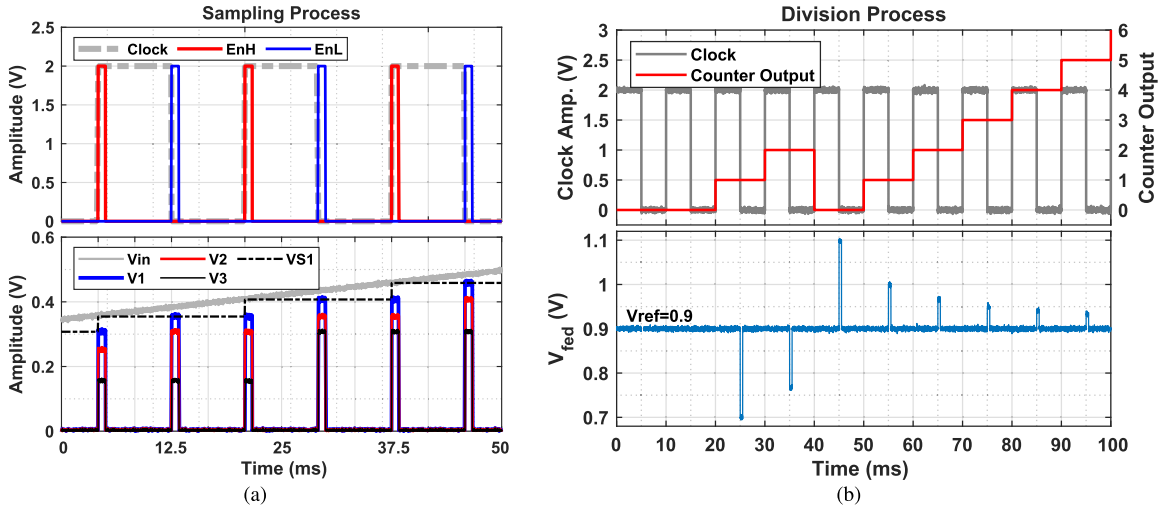 Sampling Process
2.5
2
1.5
1
0.5
0
Amplitude (V)
Clock EnH EnL
0.6
0.4
0.2
0
Amplitude (V)
Vin V2 VS1
V1 V3
0 12.5 25 37.5 50
Time (ms)
(a)
Division Process
3
2.5
2
1.5
1
0.5
0
Clock Amp. (V)
Clock
Counter Output
6
5
4
3
2
1
0
Counter Output
1.1
1
0.9
0.8
0.7
Vfed (V)
Vref=0.9
0 10 20 30 40 50 60 70 80 90 100
Time (ms)
(b)